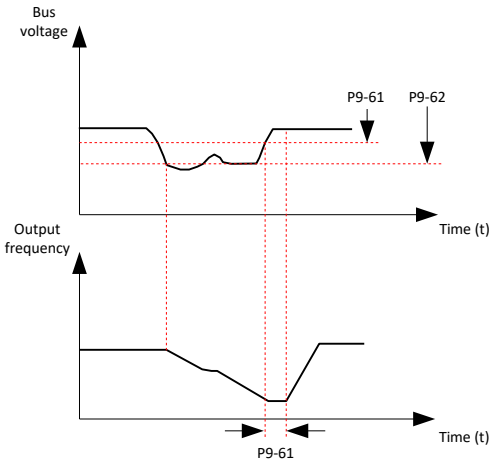 Bus
voltage
P9-61
P9-62
Time (t)
Output
frequency
Time (t)
P9-61